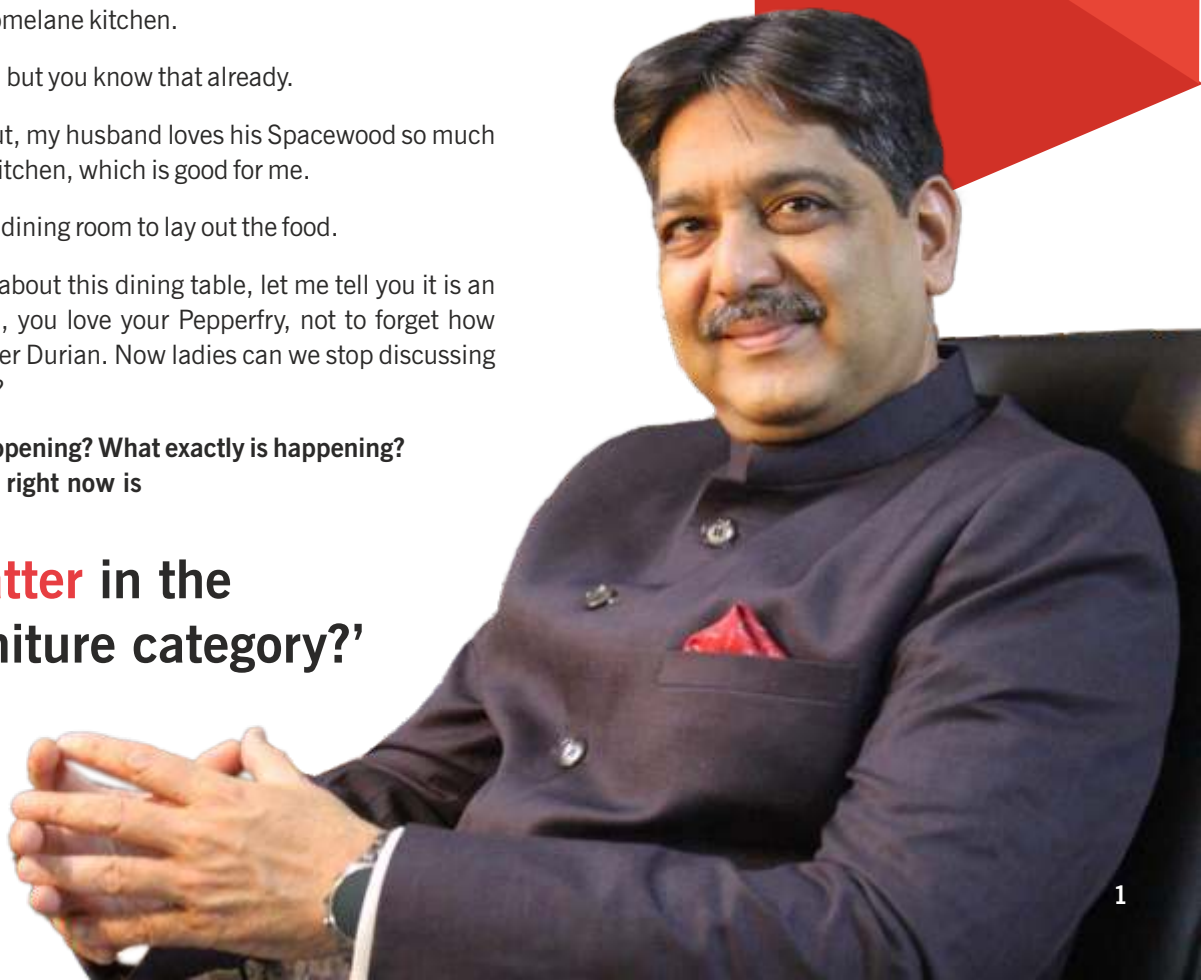 omelane kitchen.
but you know that already.
ut, my husband loves his Spacewood so much
itchen, which is good for me.
dining room to lay out the food.
about this dining table, let me tell you it is an
, you love your Pepperfry, not to forget how
er Durian. Now ladies can we stop discussing
?
ppening? What exactly is happening?
right now is
atter in the
niture category?’
1